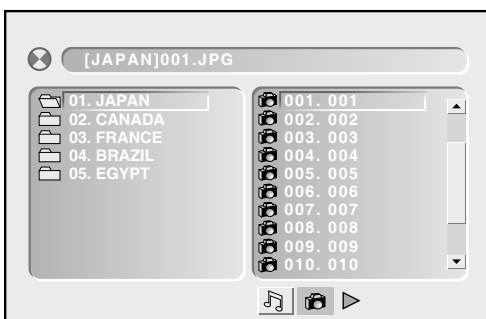 [JAPAN]001.JPG
01. JAPAN
02. CANADA
03. FRANCE
04. BRAZIL
05. EGYPT
001. 001
002. 002
003. 003
004. 004
005. 005
006. 006
007. 007
008. 008
009. 009
010. 010